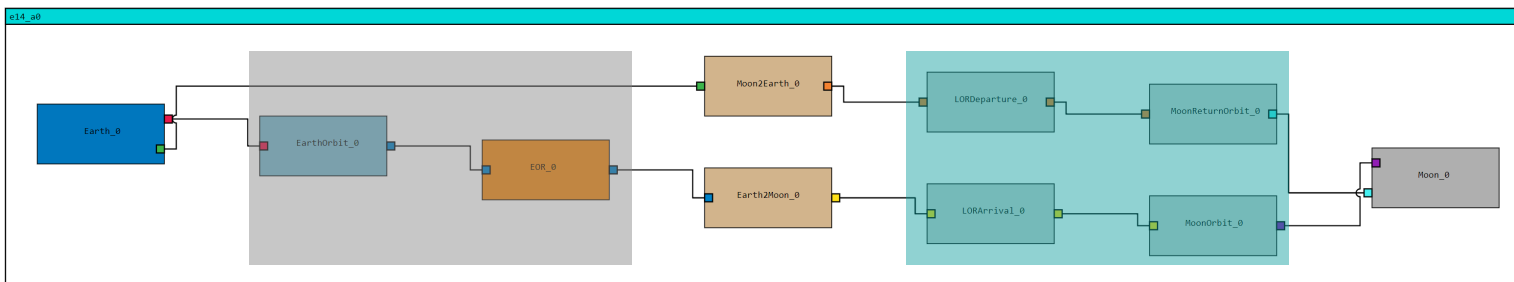 e14_a0
Earth_0
EarthOrbit_0
EOR_0
Moon2Earth_0
Earth2Moon_0
LORDeparture_0
MoonReturnOrbit_0
LORArrival_0
MoonOrbit_0
Moon_0